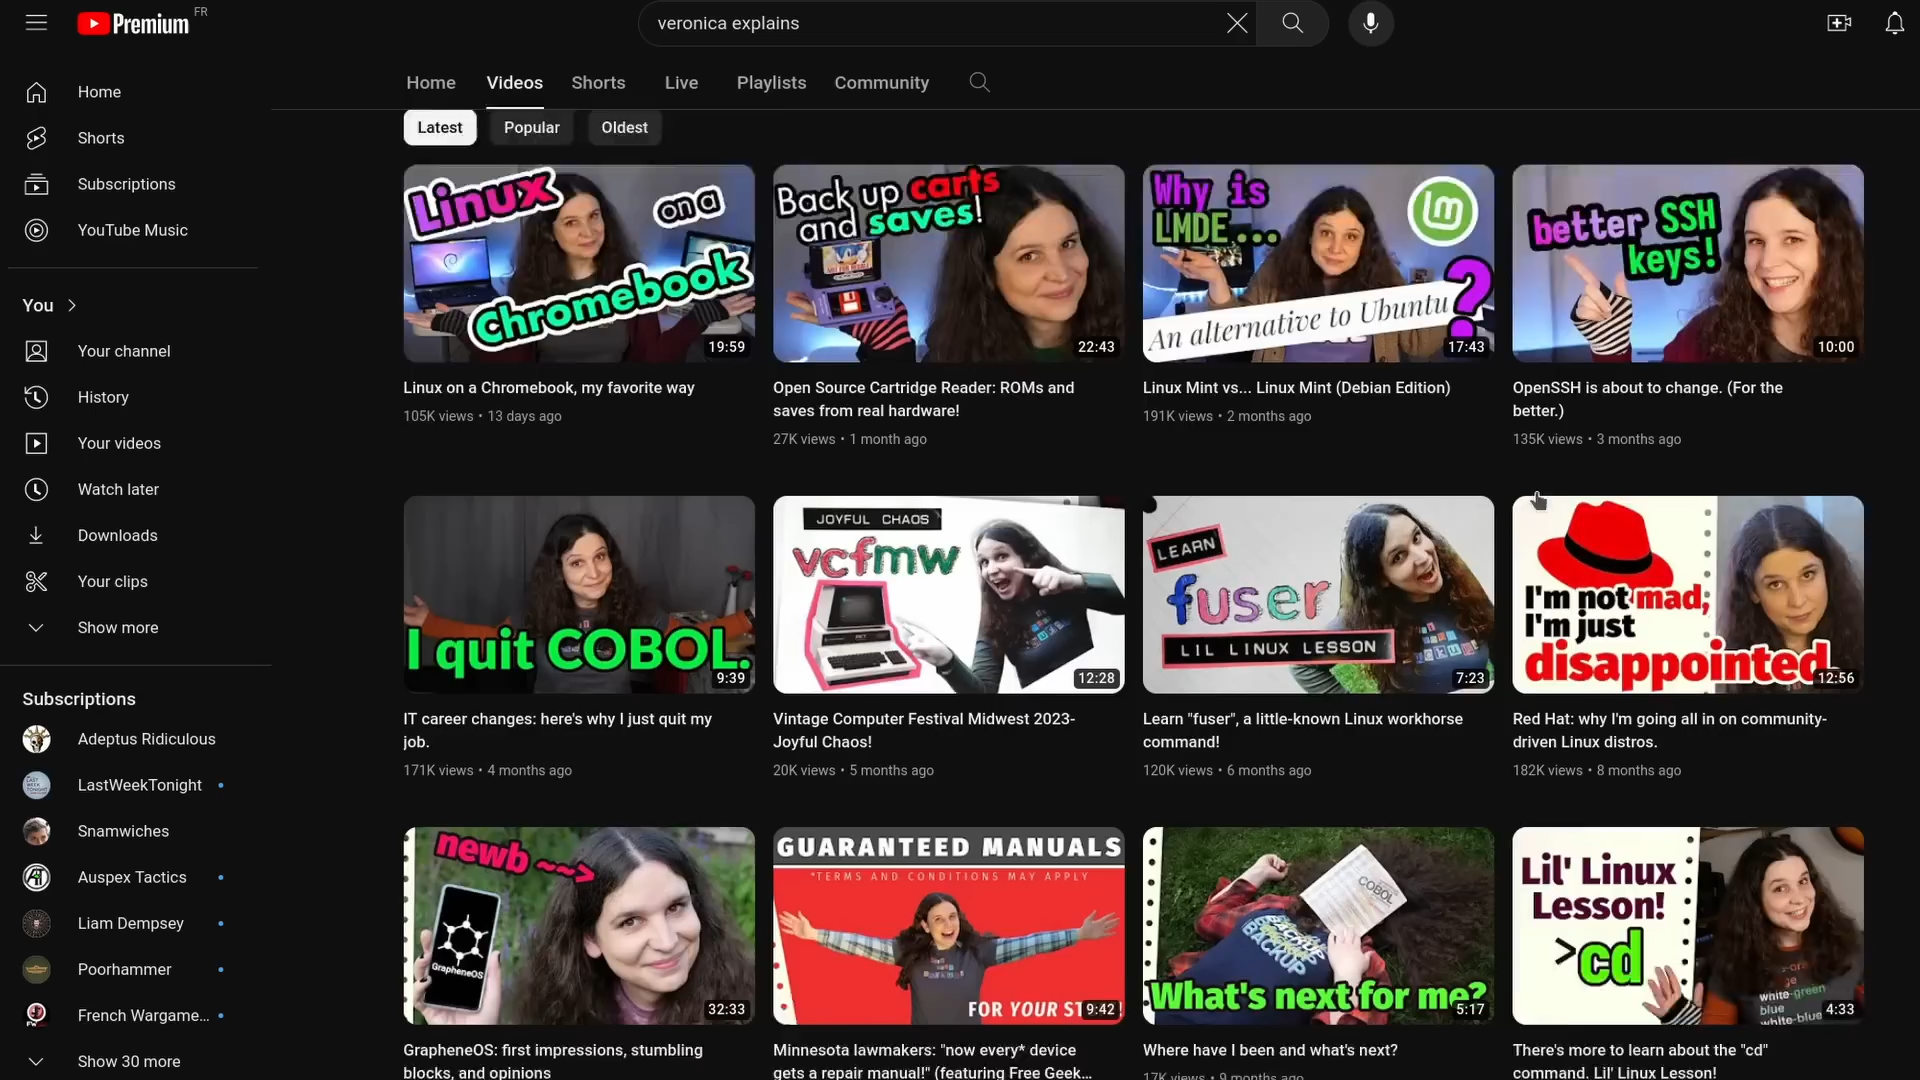 Premium FR
veronica explains
Home
Videos
Shorts
Live
Playlists
Community
Latest
Popular
Oldest
Home
Shorts
Subscriptions
YouTube Music
You
Your channel
History
Your videos
Watch later
Downloads
Your clips
Show more
Subscriptions
Adeptus Ridiculous
LastWeekTonight
Snamwiches
Auspex Tactics
Liam Dempsey
Poorhammer
French Wargame...
Show 30 more
Linux
on a
Chromebook
19:59
Linux on a Chromebook, my favorite way
105K views • 13 days ago
Back up carts
and saves!
22:43
Open Source Cartridge Reader: ROMs and
saves from real hardware!
27K views • 1 month ago
Why is
LMDE...
An alternative to Ubuntu
?
17:43
Linux Mint vs... Linux Mint (Debian Edition)
191K views • 2 months ago
better SSH
keys!
10:00
OpenSSH is about to change. (For the
better.)
135K views • 3 months ago
I quit COBOL.
9:39
IT career changes: here's why I just quit my
job.
171K views • 4 months ago
JOYFUL CHAOS
vcfmw
12:28
Vintage Computer Festival Midwest 2023-
Joyful Chaos!
20K views • 5 months ago
LEARN
fuser
LIL LINUX LESSON
7:23
Learn "fuser", a little-known Linux workhorse
command!
120K views • 6 months ago
I'm not mad,
I'm just
disappointed
12:56
Red Hat: why I'm going all in on community-
driven Linux distros.
182K views • 8 months ago
newb ~~>
GrapheneOS
32:33
GrapheneOS: first impressions, stumbling
blocks, and opinions
GUARANTEED MANUALS
*TERMS AND CONDITIONS MAY APPLY
FOR YOUR ST
9:42
Minnesota lawmakers: "now every* device
gets a repair manual!" (featuring Free Geek...
COBOL
BACKUP
BACKUP
BACKUP
What's next for me?
5:17
Where have I been and what's next?
17K views • 9 months ago
Lil' Linux
Lesson!
>cd
white-green
blue
white-blue
4:33
There's more to learn about the "cd"
command. Lil' Linux Lesson!